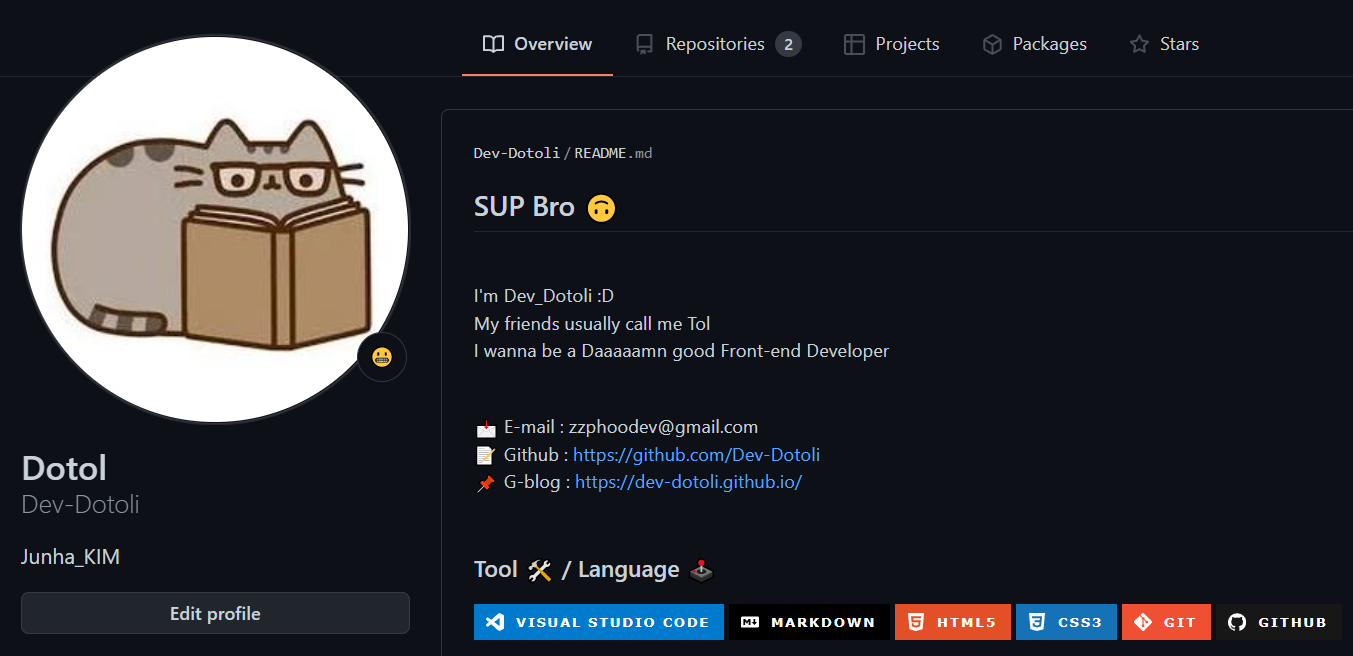 Overview Repositories 2 Projects Packages Stars
Dev-Dotoli/README.md
SUP Bro 🙃
I'm Dev_Dotoli :D
My friends usually call me Tol
I wanna be a Daaaaamn good Front-end Developer
📩 E-mail : zzphoodev@gmail.com
📝 Github : https://github.com/Dev-Dotoli
📌 G-blog : https://dev-dotoli.github.io/
Tool 🛠 / Language 🕹
VISUAL STUDIO CODE MARKDOWN HTML5 CSS3 GIT GITHUB
Dotol
Dev-Dotoli
Junha_KIM
Edit profile